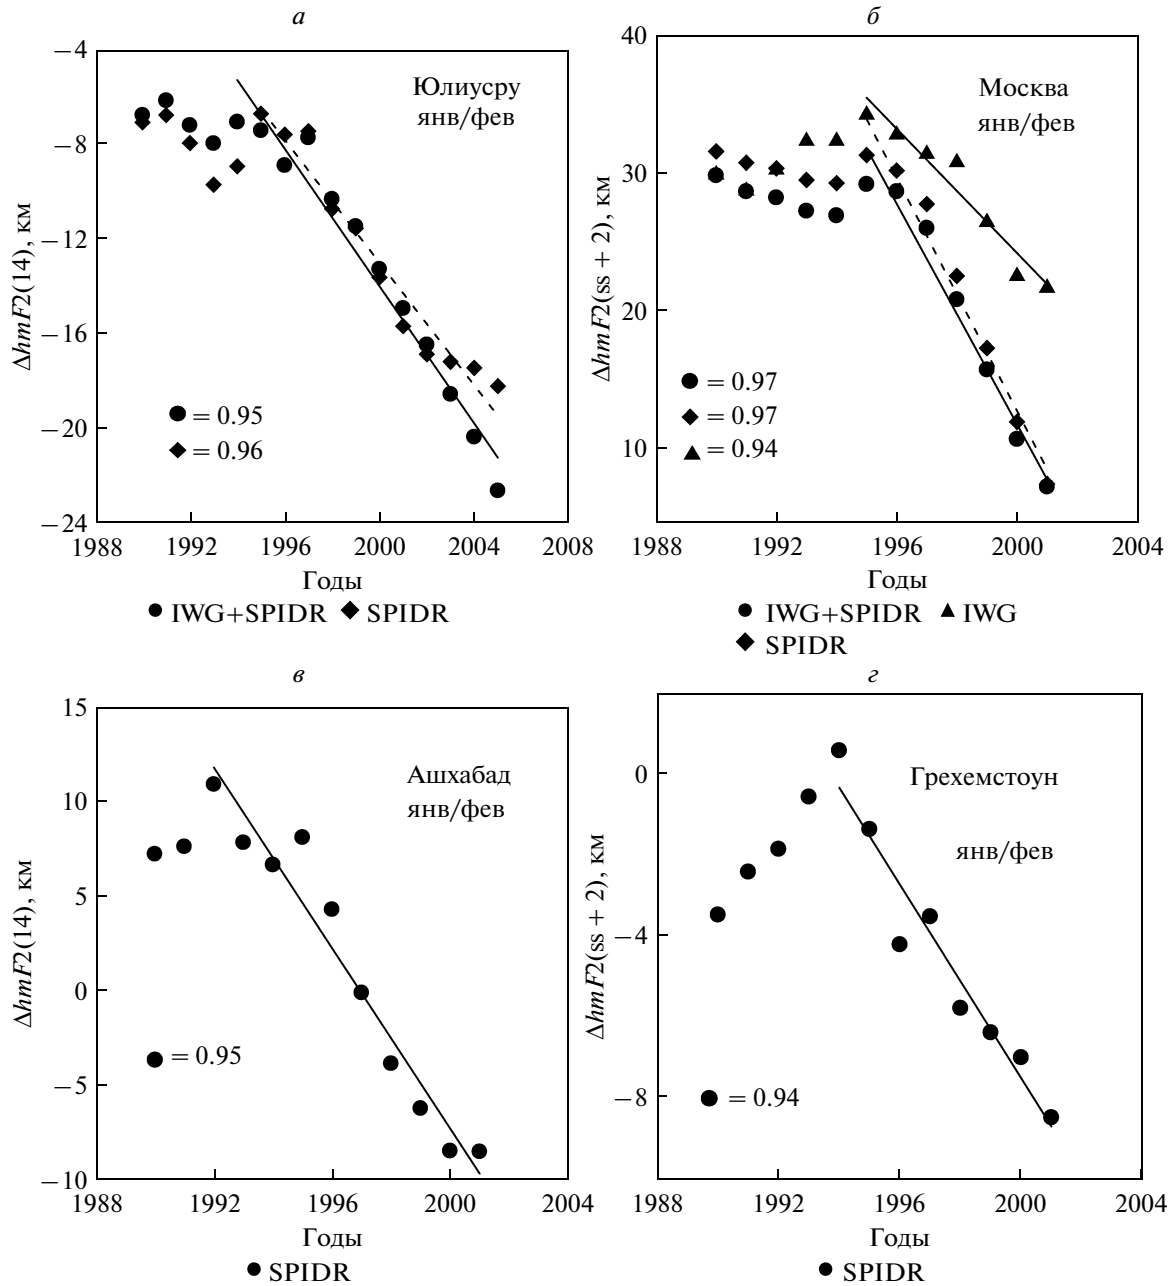 а
−4
−8
−12
−16
−20
−24
ΔhmF2(14), км
Юлиусру
янв/фев
● = 0.95
◆ = 0.96
1988 1992 1996 2000 2004 2008
Годы
● IWG+SPIDR ◆ SPIDR
б
40
30
20
10
ΔhmF2(ss + 2), км
Москва
янв/фев
● = 0.97
◆ = 0.97
▲ = 0.94
1988 1992 1996 2000 2004
Годы
● IWG+SPIDR ▲ IWG
◆ SPIDR
в
15
10
5
0
−5
−10
ΔhmF2(14), км
Ашхабад
янв/фев
● = 0.95
1988 1992 1996 2000 2004
Годы
● SPIDR
г
0
−4
−8
ΔhmF2(ss + 2), км
Грехемстоун
янв/фев
● = 0.94
1988 1992 1996 2000 2004
Годы
● SPIDR